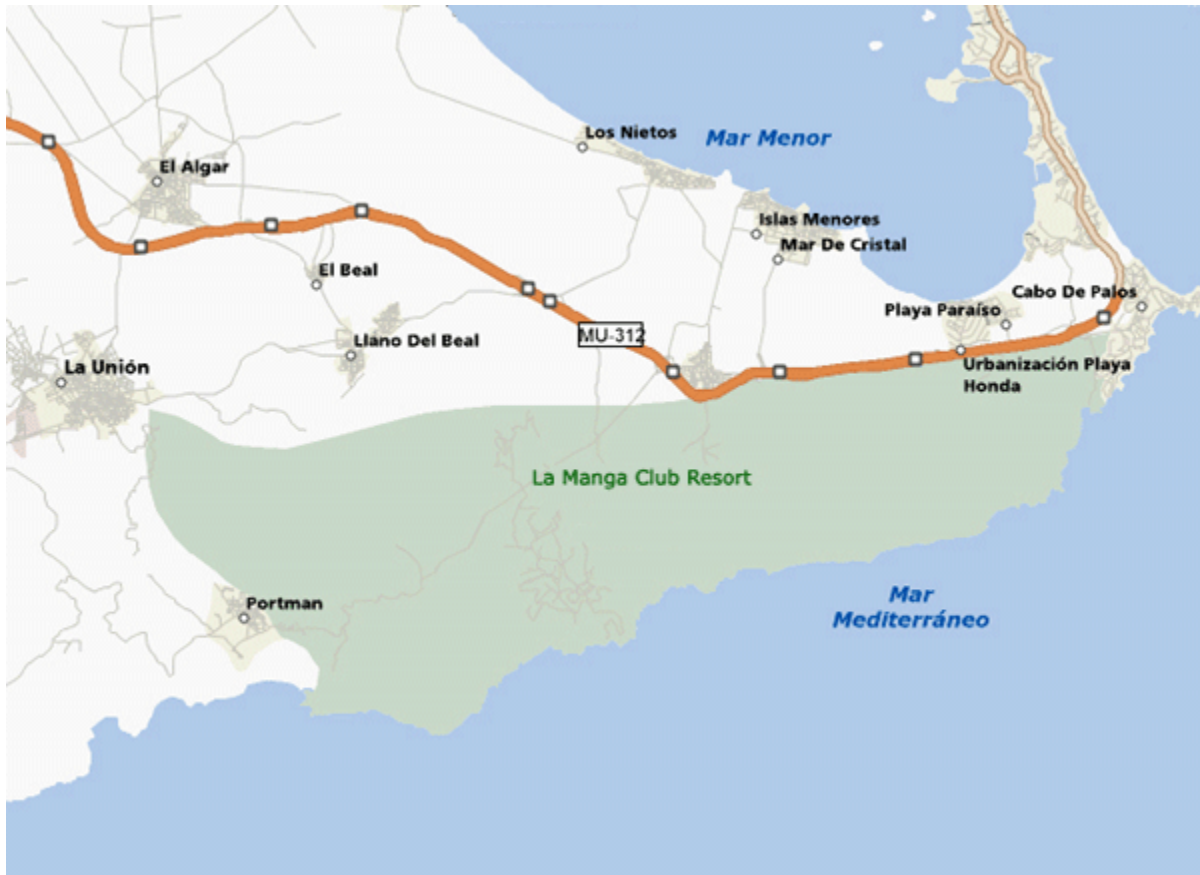 Los Nietos
Mar Menor
El Algar
Islas Menores
Mar De Cristal
El Beal
Cabo De Palos
Playa Paraíso
MU-312
Llano Del Beal
La Unión
Urbanización Playa
Honda
La Manga Club Resort
Portman
Mar
Mediterráneo